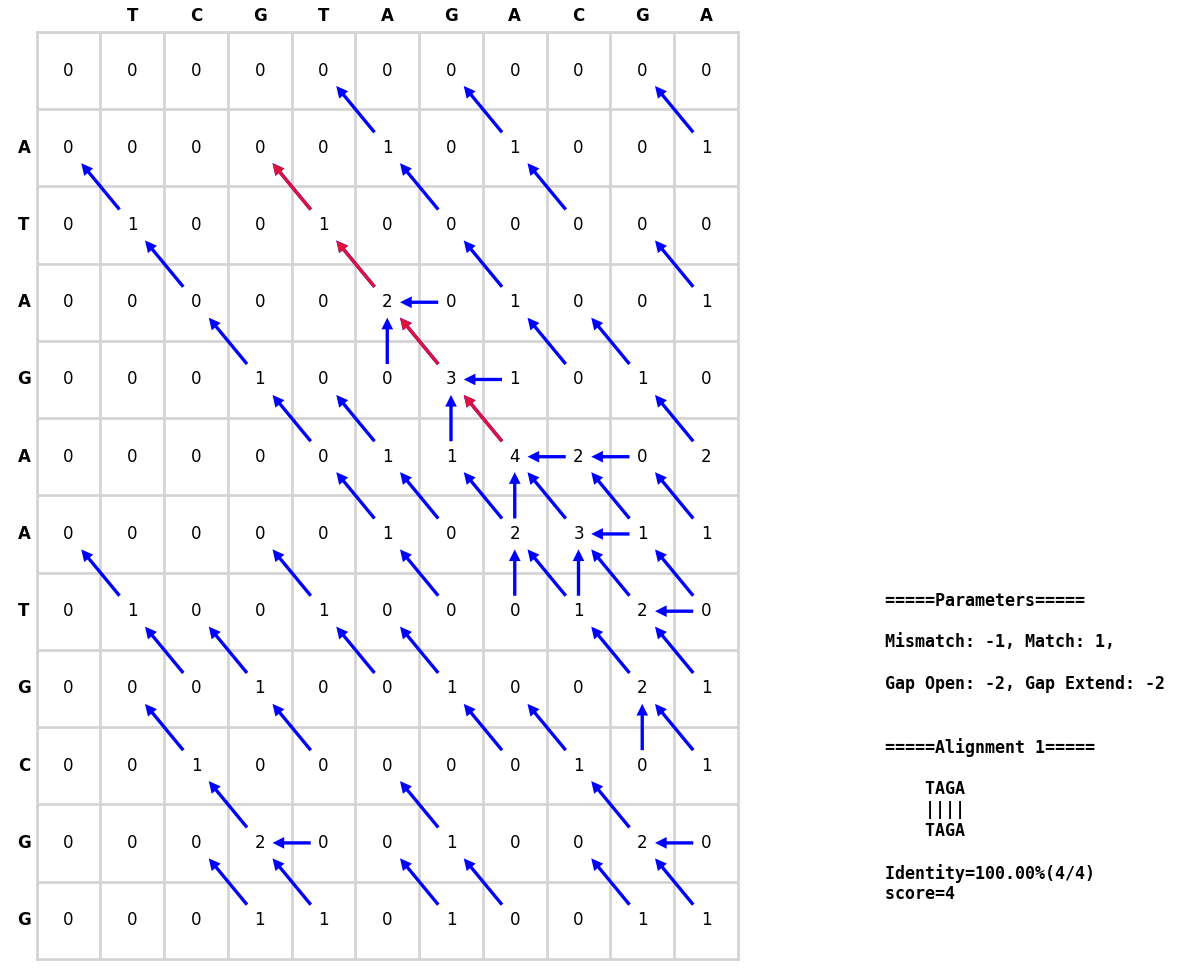 T C G T A G A C G A
0 0 0 0 0 0 0 0 0 0 0
A 0 0 0 0 0 1 0 1 0 0 1
T 0 1 0 0 1 0 0 0 0 0 0
A 0 0 0 0 0 2 0 1 0 0 1
G 0 0 0 1 0 0 3 1 0 1 0
A 0 0 0 0 0 1 1 4 2 0 2
A 0 0 0 0 0 1 0 2 3 1 1
T 0 1 0 0 1 0 0 0 1 2 0
G 0 0 0 1 0 0 1 0 0 2 1
C 0 0 1 0 0 0 0 0 1 0 1
G 0 0 0 2 0 0 1 0 0 2 0
G 0 0 0 1 1 0 1 0 0 1 1
=====Parameters=====
Mismatch: -1, Match: 1,
Gap Open: -2, Gap Extend: -2
=====Alignment 1=====
TAGA
||||
TAGA
Identity=100.00%(4/4)
score=4